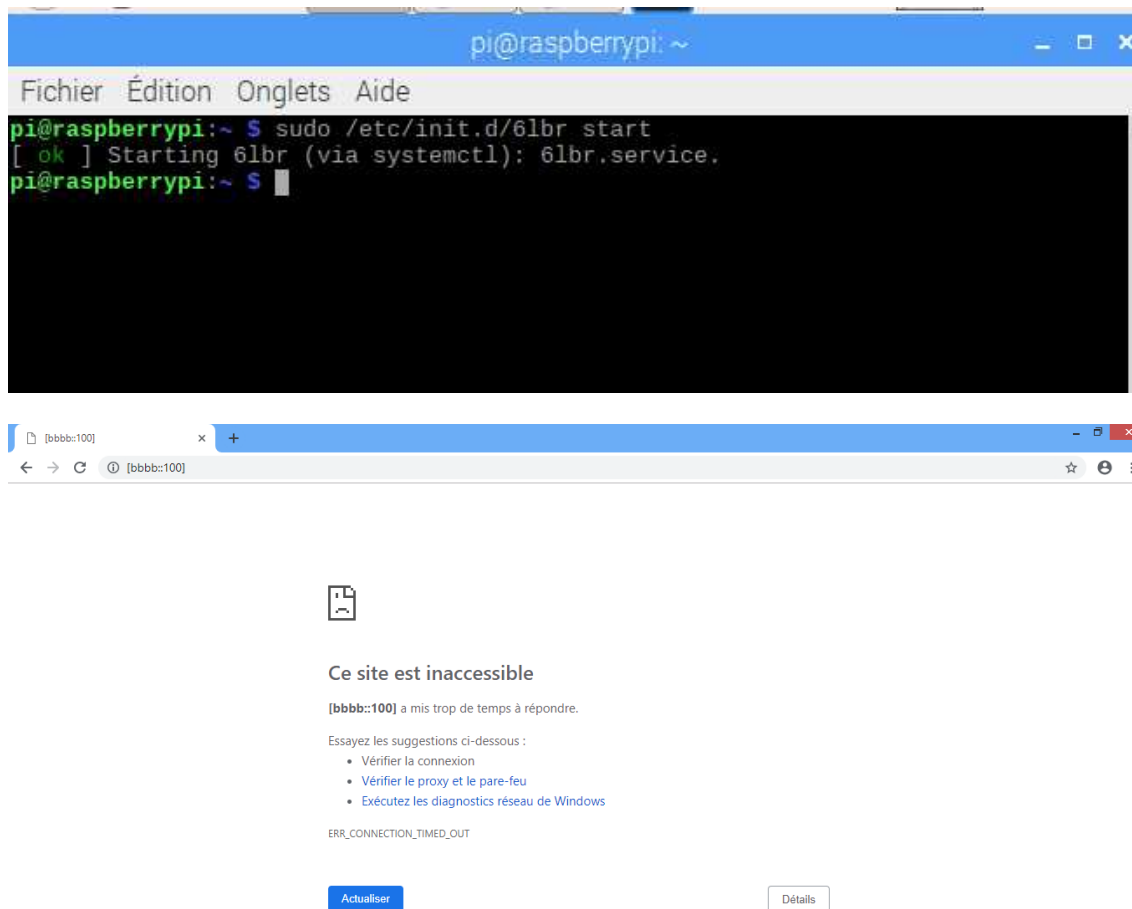 pi@raspberrypi: ~
Fichier Édition Onglets Aide
pi@raspberrypi:~ $ sudo /etc/init.d/6lbr start
[ ok ] Starting 6lbr (via systemctl): 6lbr.service.
pi@raspberrypi:~ $
[bbbb::100]
[bbbb::100]
Ce site est inaccessible
[bbbb::100] a mis trop de temps à répondre.
Essayez les suggestions ci-dessous :
• Vérifier la connexion
• Vérifier le proxy et le pare-feu
• Exécutez les diagnostics réseau de Windows
ERR_CONNECTION_TIMED_OUT
Actualiser Détails